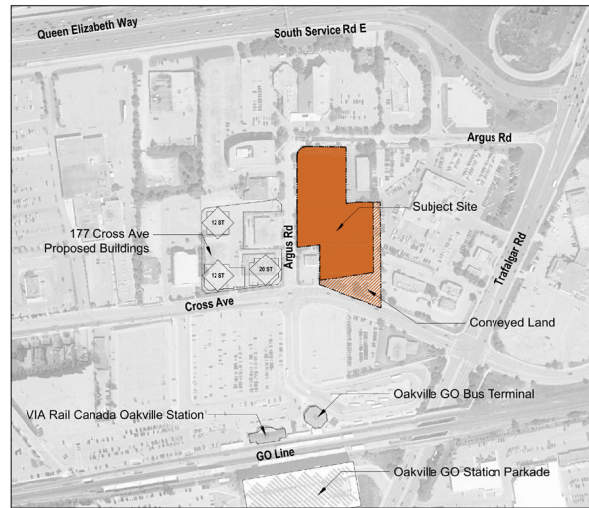 Queen Elizabeth Way
South Service Rd E
Argus Rd
Subject Site
12 ST
177 Cross Ave
Proposed Buildings
Argus Rd
Trafalgar Rd
12 ST
20 ST
Cross Ave
Conveyed Land
Oakville GO Bus Terminal
VIA Rail Canada Oakville Station
GO Line
Oakville GO Station Parkade